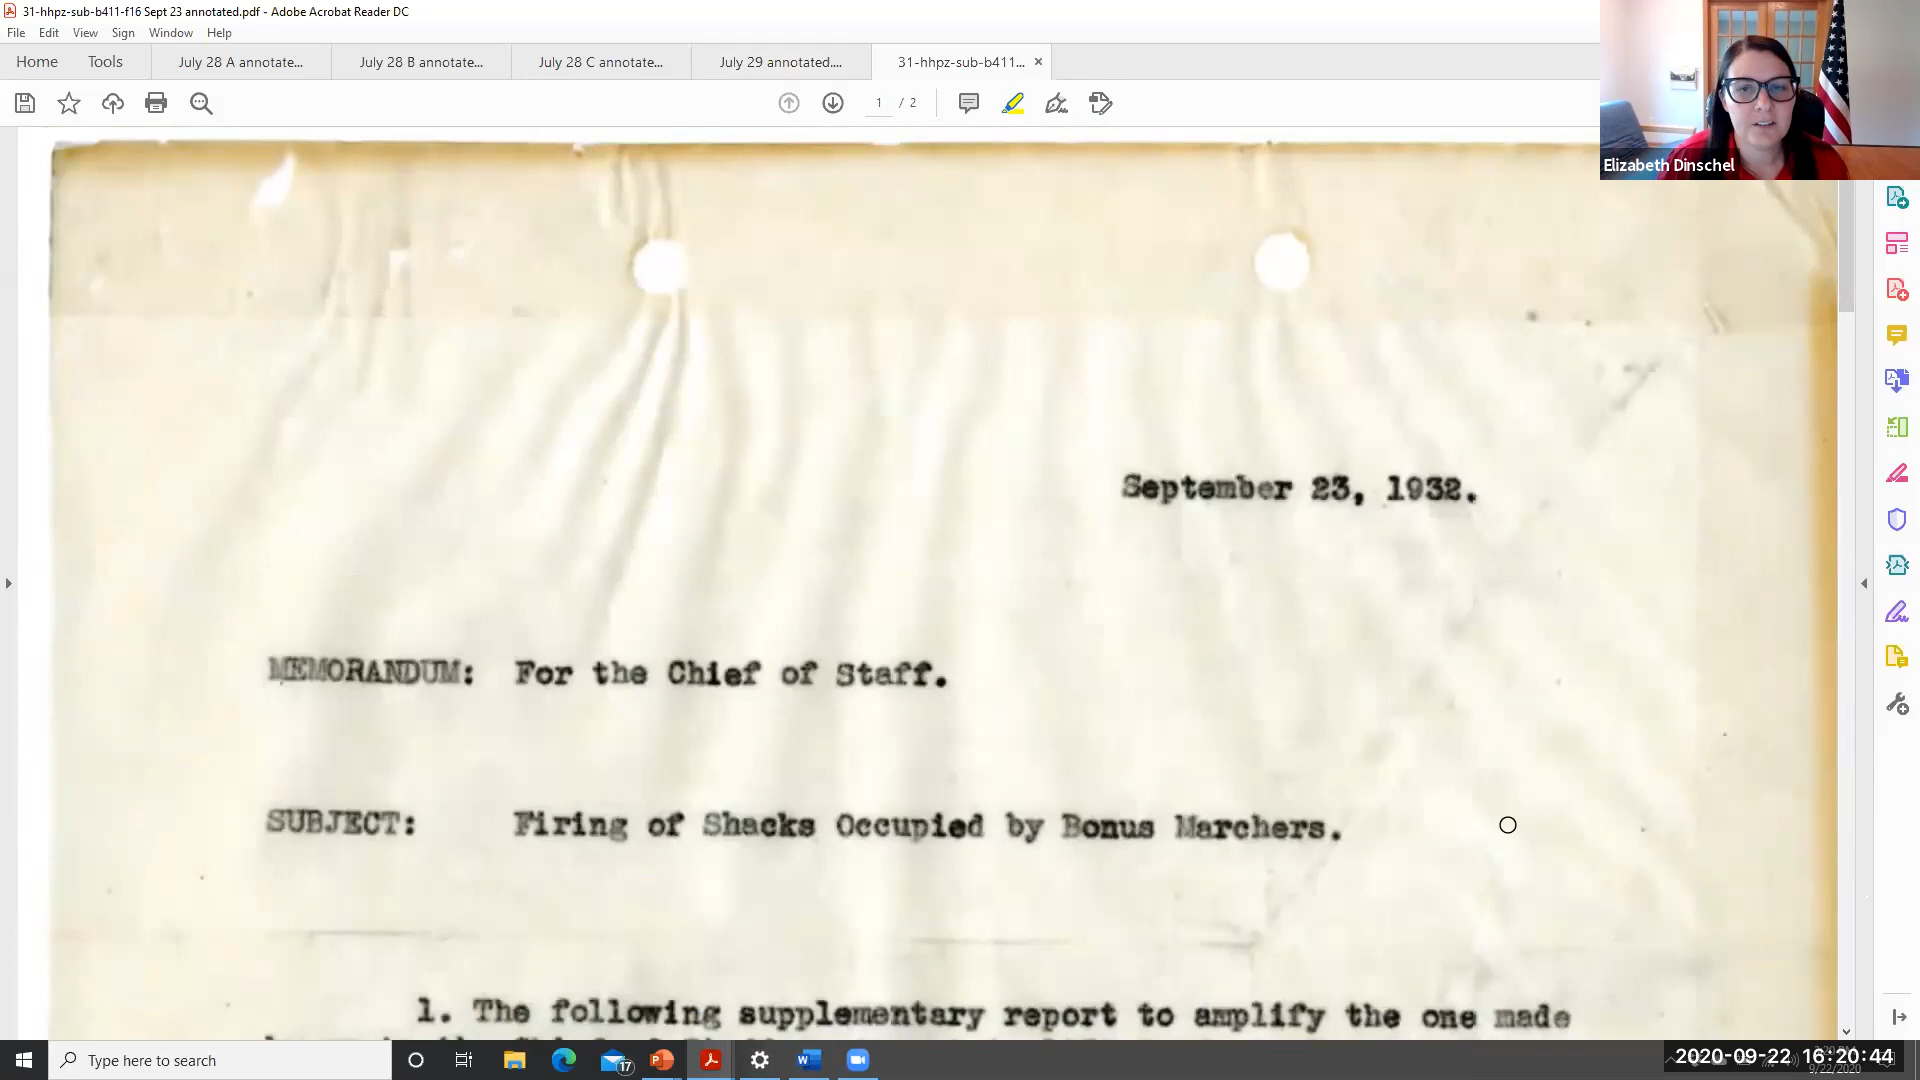 31-hhpz-sub-b411-f16 Sept 23 annotated.pdf - Adobe Acrobat Reader DC
File Edit View Sign Window Help
Home Tools July 28 A annotate... July 28 B annotate... July 28 C annotate... July 29 annotated.... 31-hhpz-sub-b411...
1 / 2
Elizabeth Dinschel
September 23, 1932.
MEMORANDUM: For the Chief of Staff.
SUBJECT: Firing of Shacks Occupied by Bonus Marchers.
1. The following supplementary report to amplify the one made
Type here to search
17
2020-09-22 16:20:44
9/22/2020